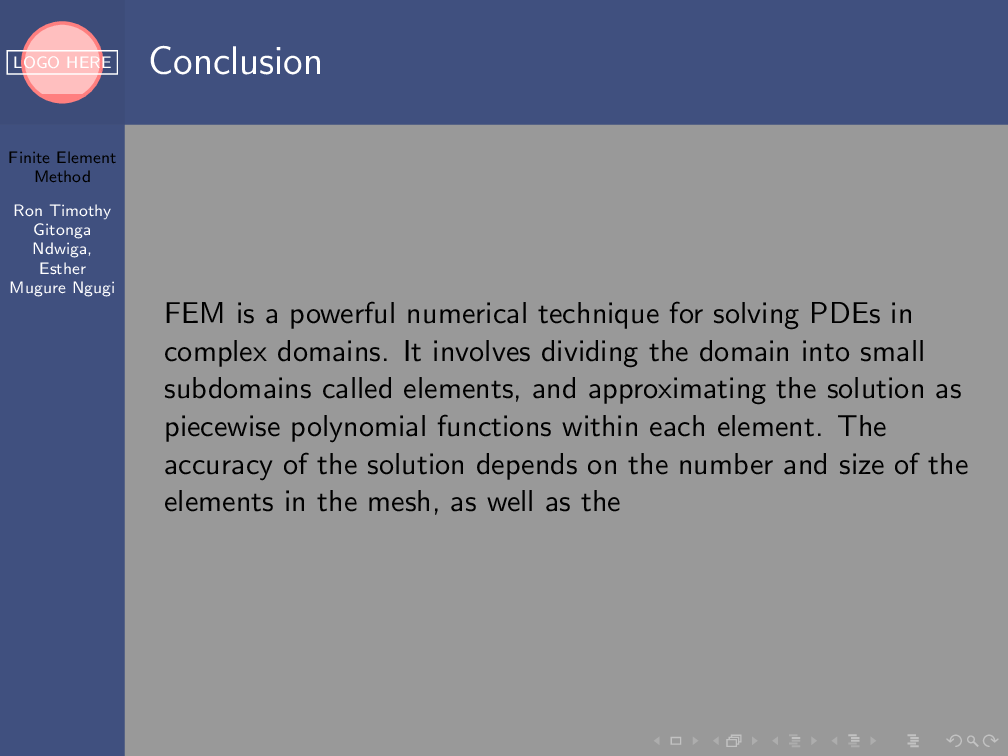 LOGO HERE
Conclusion
Finite Element
Method
Ron Timothy
Gitonga
Ndwiga,
Esther
Mugure Ngugi
FEM is a powerful numerical technique for solving PDEs in
complex domains. It involves dividing the domain into small
subdomains called elements, and approximating the solution as
piecewise polynomial functions within each element. The
accuracy of the solution depends on the number and size of the
elements in the mesh, as well as the